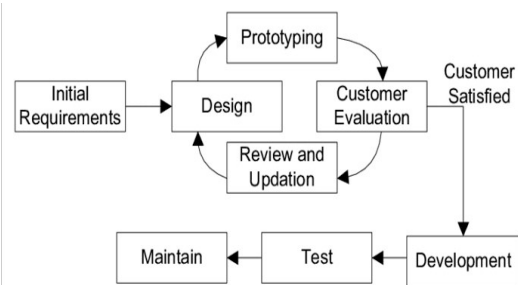 Prototyping
Initial
Requirements
Design
Customer
Evaluation
Customer
Satisfied
Review and
Updation
Maintain
Test
Development